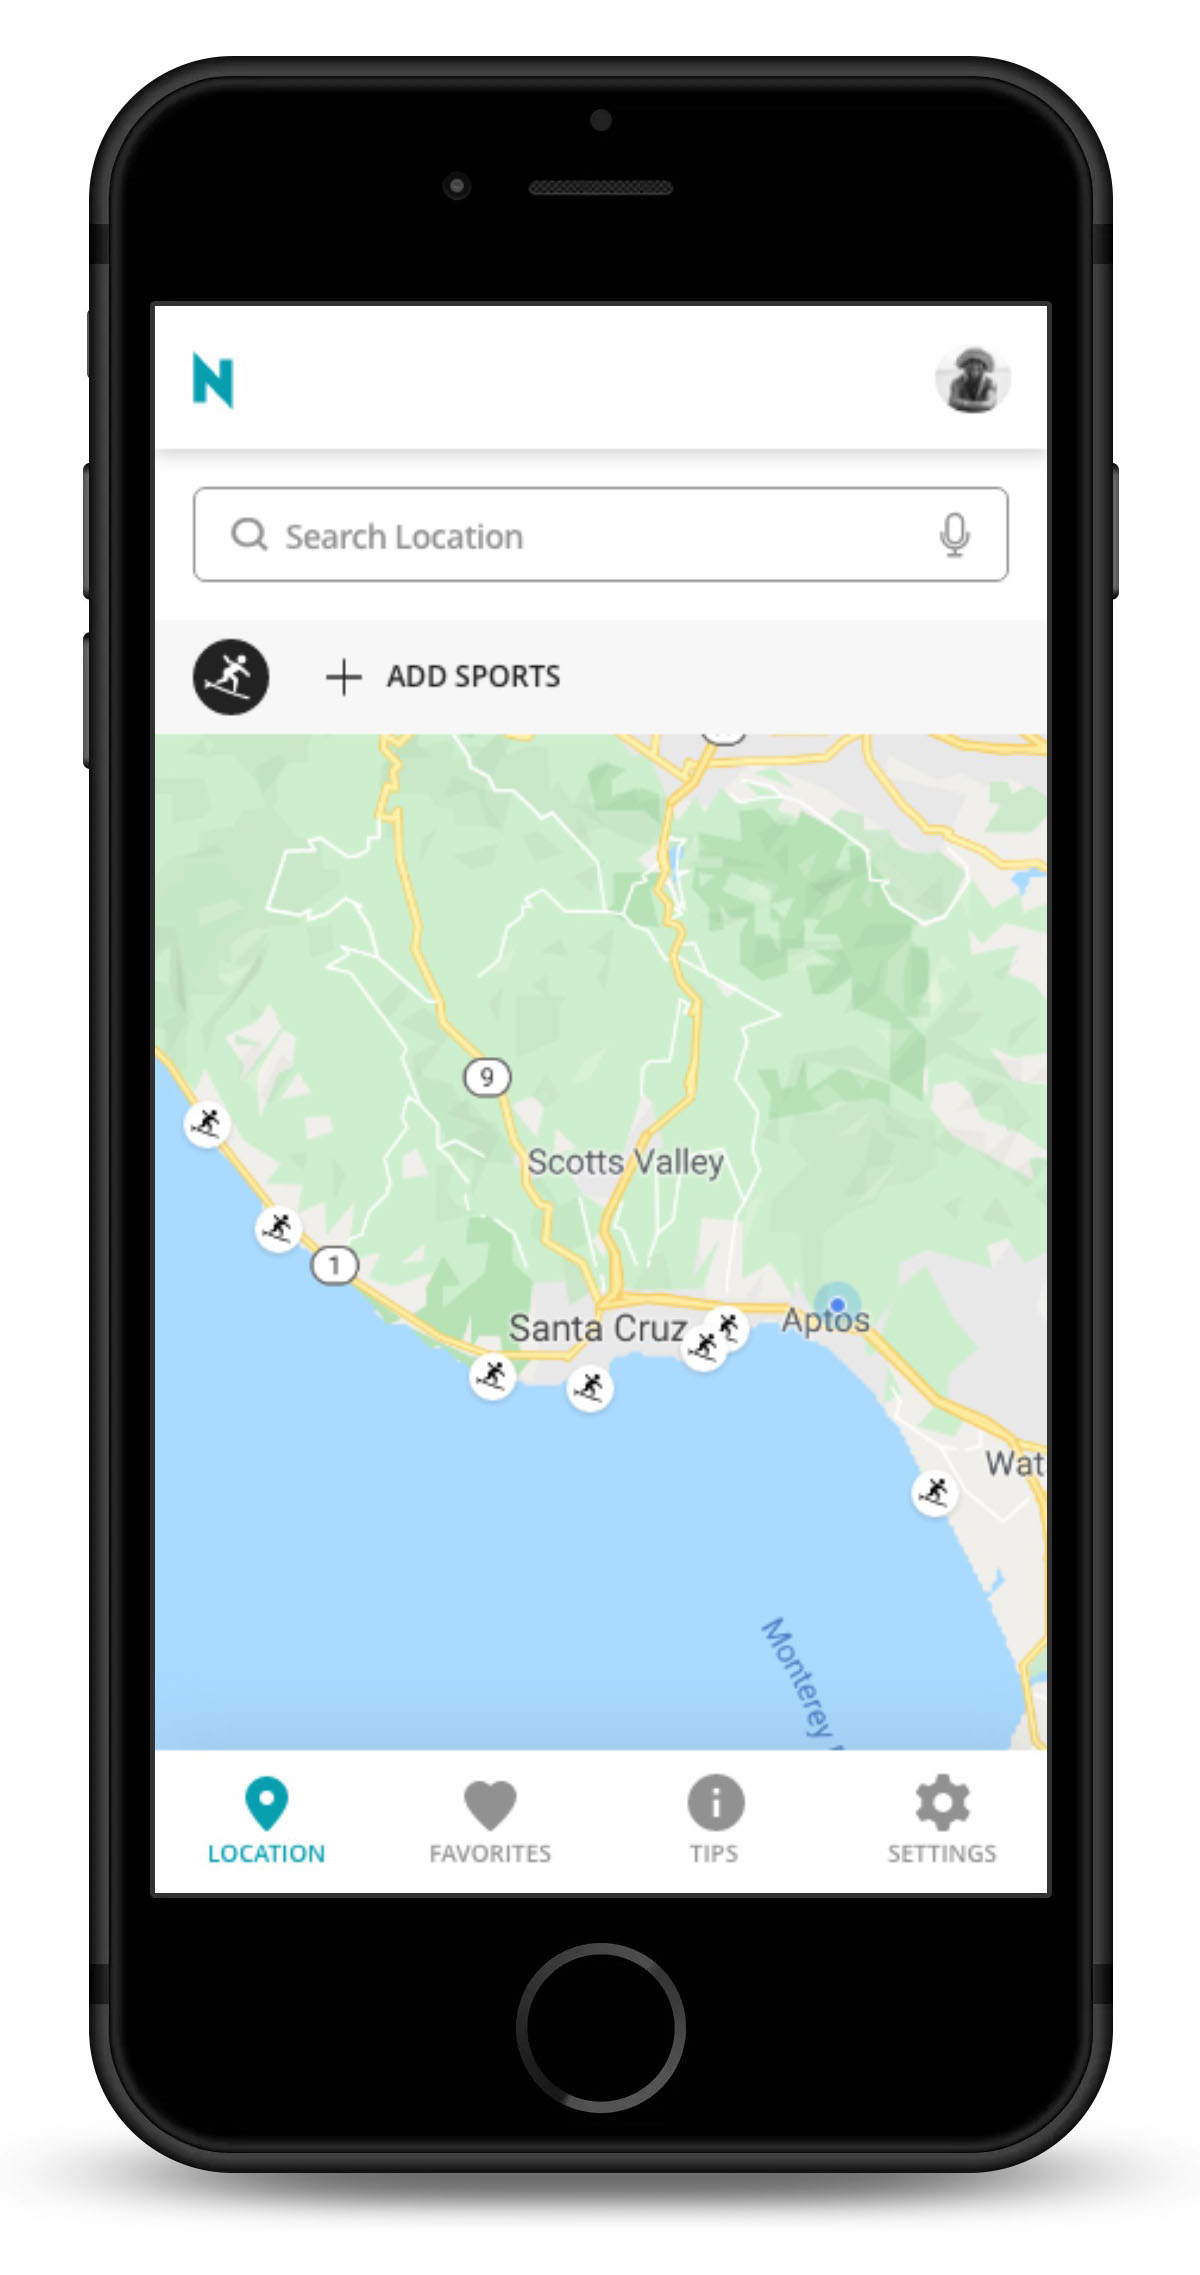 N
Search Location
ADD SPORTS
9
Scotts Valley
1
Santa Cruz
Aptos
Wat
Monterey
LOCATION
FAVORITES
TIPS
SETTINGS